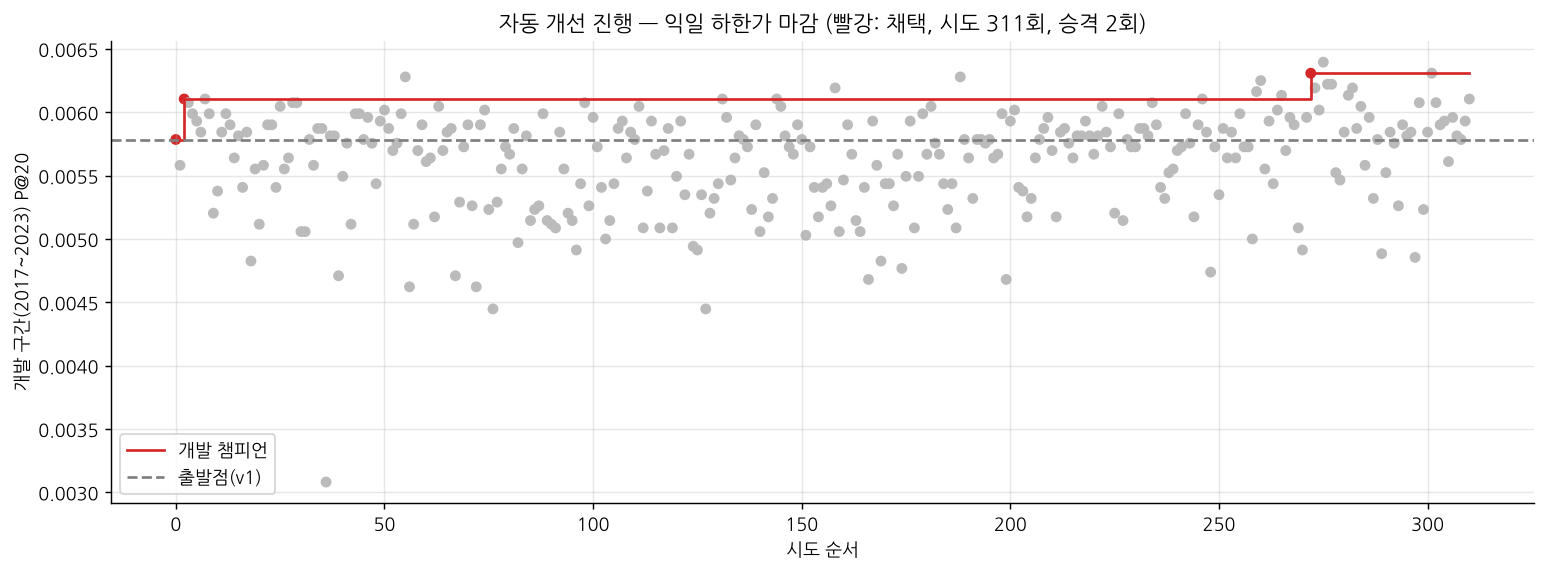 자동 개선 진행 — 익일 하한가 마감 (빨강: 채택, 시도 311회, 승격 2회)
개발 구간(2017~2023) P@20
0.0065
0.0060
0.0055
0.0050
0.0045
0.0040
0.0035
0.0030
개발 챔피언
출발점(v1)
0 50 100 150 200 250 300
시도 순서